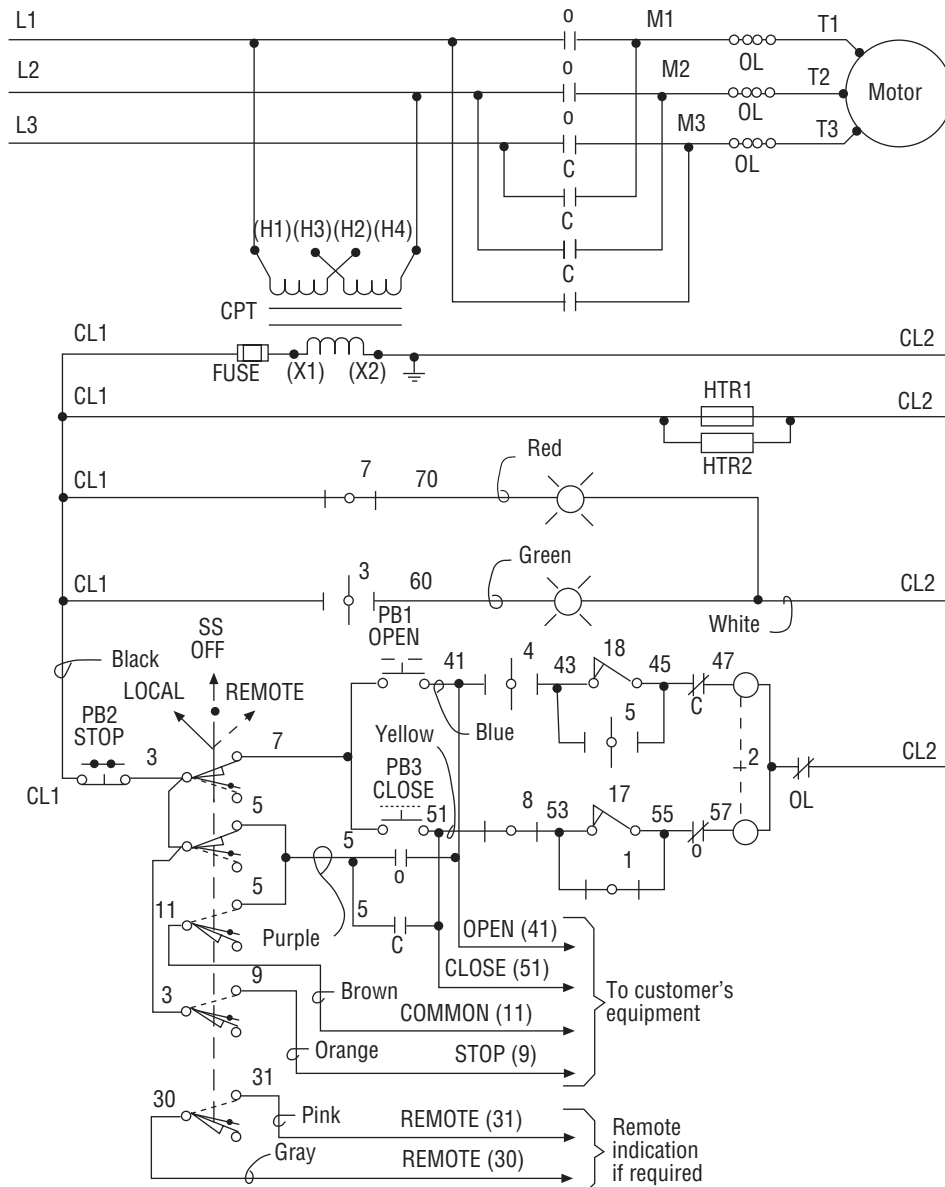 L1
o
M1
T1
OL
L2
o
M2
T2
Motor
OL
L3
o
M3
T3
OL
C
C
C
(H1)(H3)(H2)(H4)
CPT
CL1
FUSE
(X1)
(X2)
CL2
CL1
HTR1
HTR2
CL2
CL1
7
70
Red
CL1
3
60
Green
White
CL2
Black
SS
OFF
LOCAL
REMOTE
PB1
OPEN
41
Blue
4
43
18
45
5
C
47
PB2
STOP
CL1
3
7
Yellow
PB3
CLOSE
51
8
53
17
55
1
o
57
2
OL
CL2
5
5
5
o
5
C
Purple
11
OPEN (41)
CLOSE (51)
Brown
COMMON (11)
To customer's
equipment
3
9
Orange
STOP (9)
30
31
Pink
REMOTE (31)
Gray
REMOTE (30)
Remote
indication
if required